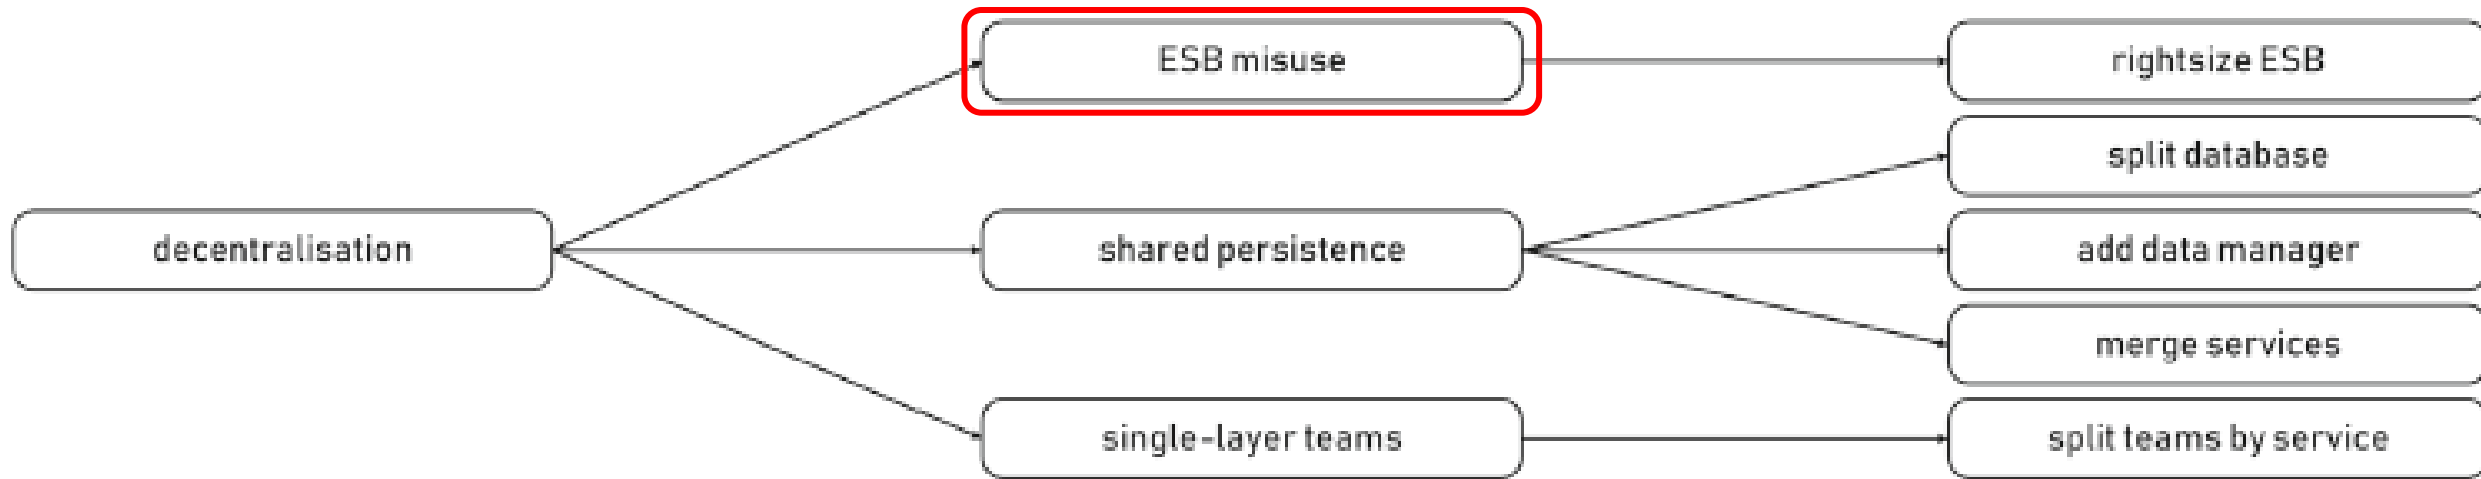 ESB misuse
rightsize ESB
split database
decentralisation
shared persistence
add data manager
merge services
single-layer teams
split teams by service